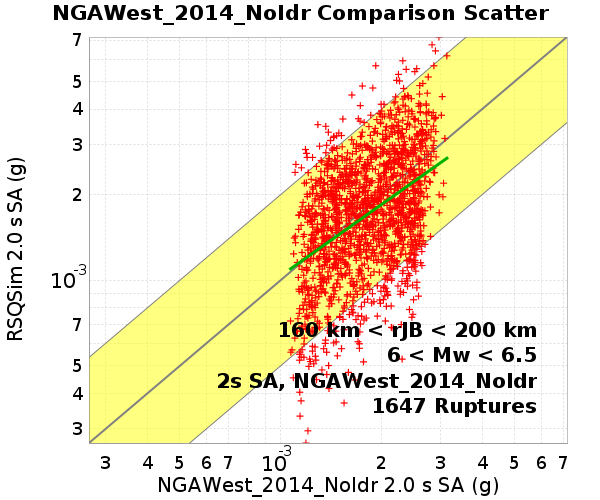 NGAWest_2014_NoIdr Comparison Scatter
7
5
4
3
2
10^-3
7
5
4
3
RSQSim 2.0 s SA (g)
160 km < rJB < 200 km
6 < Mw < 6.5
2s SA, NGAWest_2014_NoIdr
1647 Ruptures
3 4 5 6 7 10^-3 2 3 4 5 6 7
NGAWest_2014_NoIdr 2.0 s SA (g)